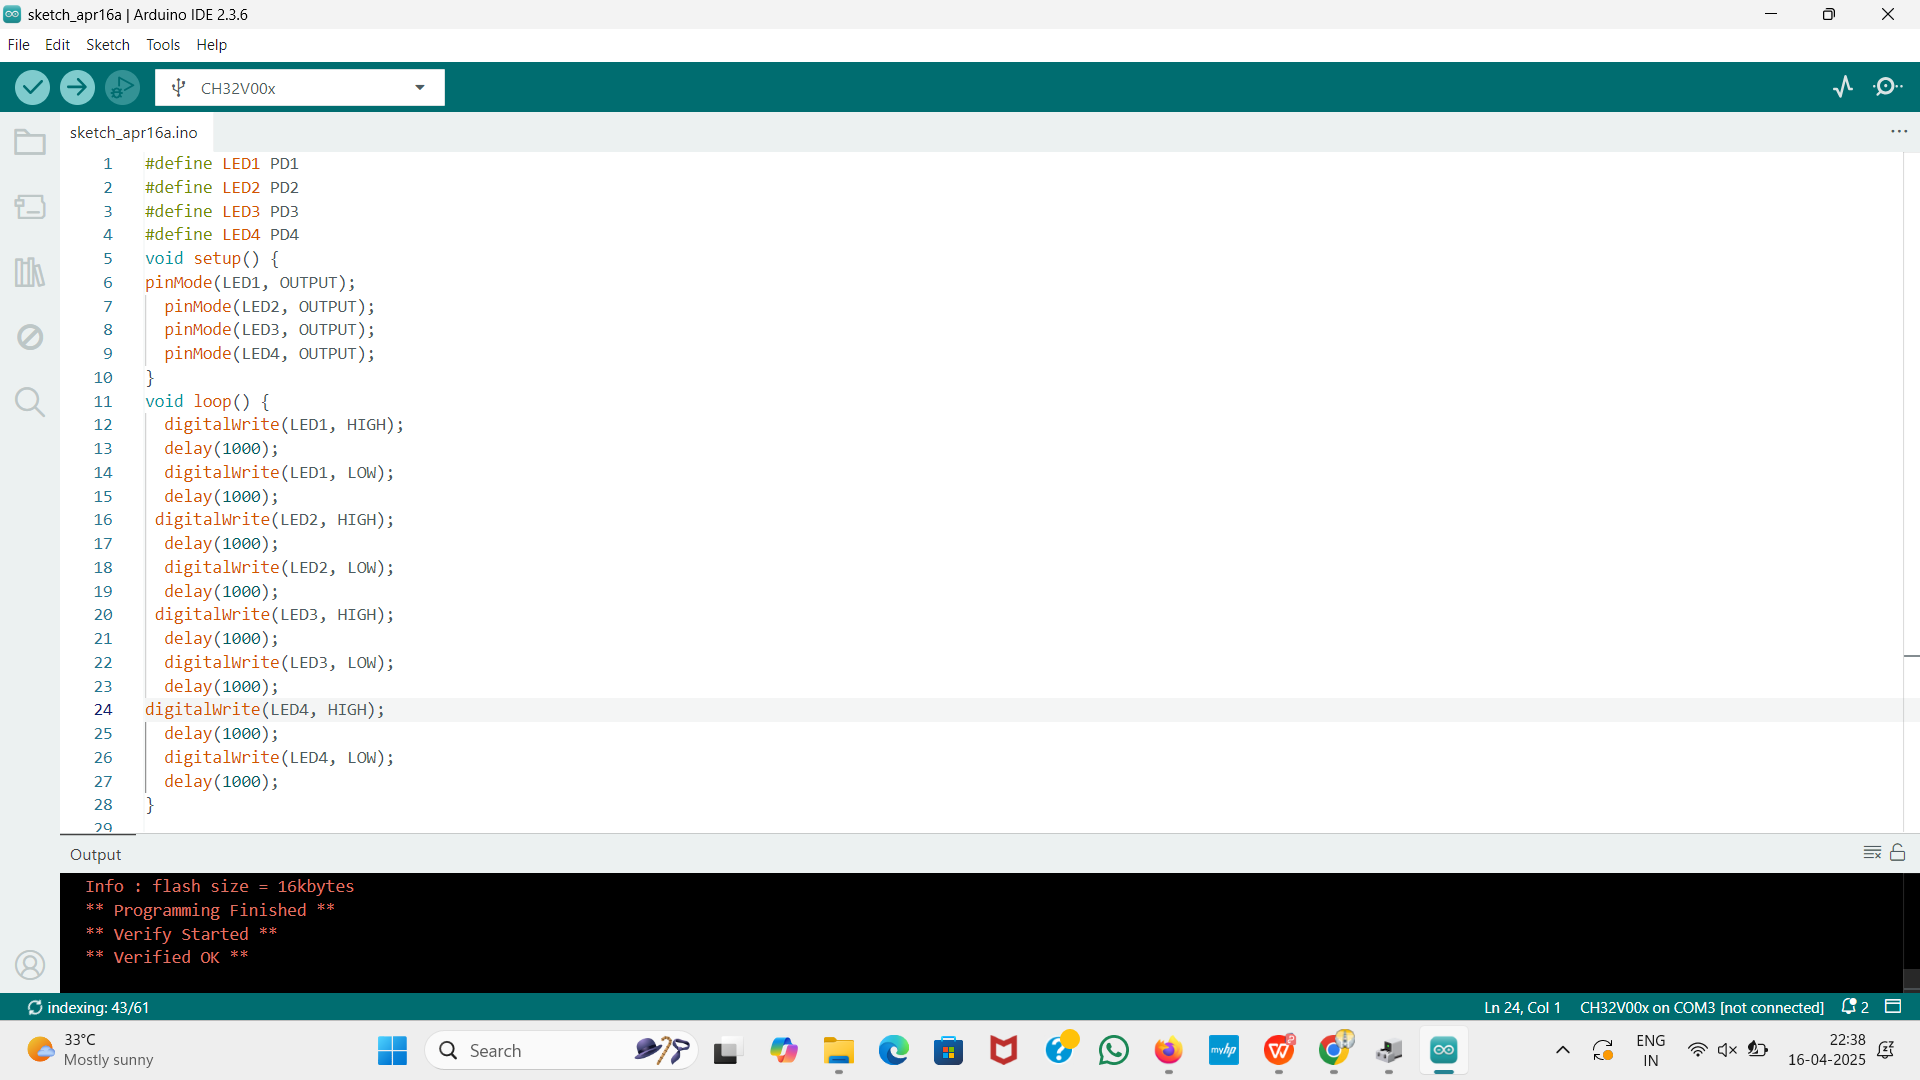 sketch_apr16a | Arduino IDE 2.3.6
File Edit Sketch Tools Help
CH32V00x
sketch_apr16a.ino
1 #define LED1 PD1
2 #define LED2 PD2
3 #define LED3 PD3
4 #define LED4 PD4
5 void setup() {
6 pinMode(LED1, OUTPUT);
7 pinMode(LED2, OUTPUT);
8 pinMode(LED3, OUTPUT);
9 pinMode(LED4, OUTPUT);
10 }
11 void loop() {
12 digitalWrite(LED1, HIGH);
13 delay(1000);
14 digitalWrite(LED1, LOW);
15 delay(1000);
16 digitalWrite(LED2, HIGH);
17 delay(1000);
18 digitalWrite(LED2, LOW);
19 delay(1000);
20 digitalWrite(LED3, HIGH);
21 delay(1000);
22 digitalWrite(LED3, LOW);
23 delay(1000);
24 digitalWrite(LED4, HIGH);
25 delay(1000);
26 digitalWrite(LED4, LOW);
27 delay(1000);
28 }
29
Output
Info : flash size = 16kbytes
** Programming Finished **
** Verify Started **
** Verified OK **
indexing: 43/61 Ln 24, Col 1 CH32V00x on COM3 [not connected] 2
33°C
Mostly sunny
Search
myhp
ENG
IN
22:38
16-04-2025